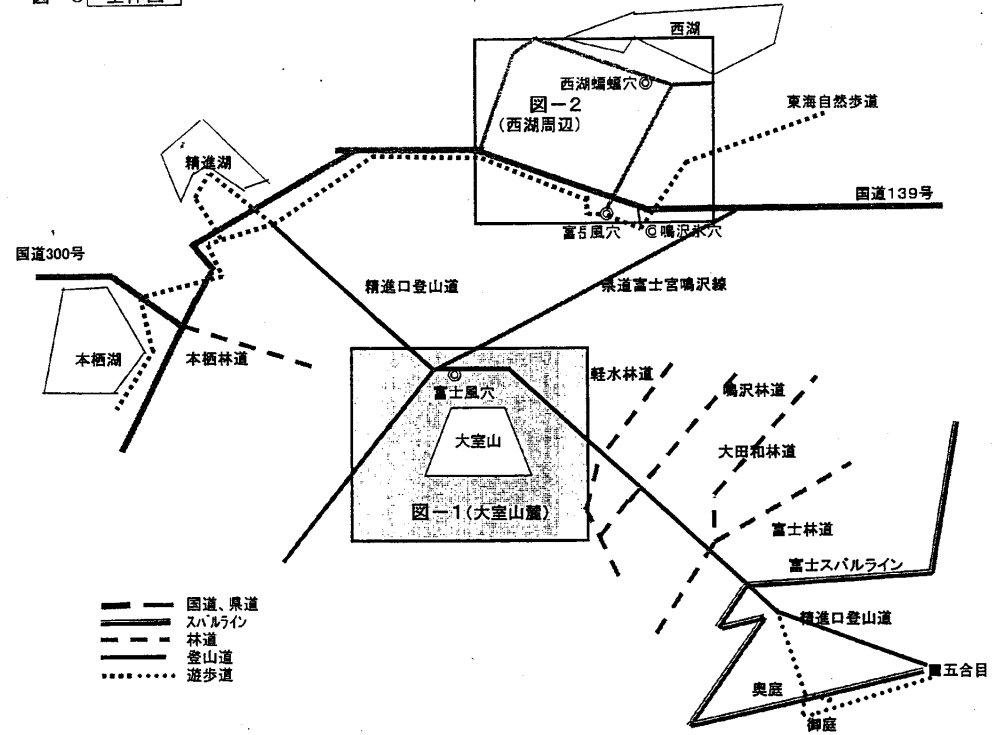 西湖
西湖蝙蝠穴
図－2
(西湖周辺)
東海自然歩道
精進湖
国道139号
富士風穴
鳴沢氷穴
国道300号
精進口登山道
県道富士宮鳴沢線
本栖湖
本栖林道
軽水林道
富士風穴
鳴沢林道
大室山
大田和林道
図－1(大室山麓)
富士林道
富士スバルライン
国道、県道
スバルライン
林道
登山道
遊歩道
精進口登山道
五合目
奥庭
御庭